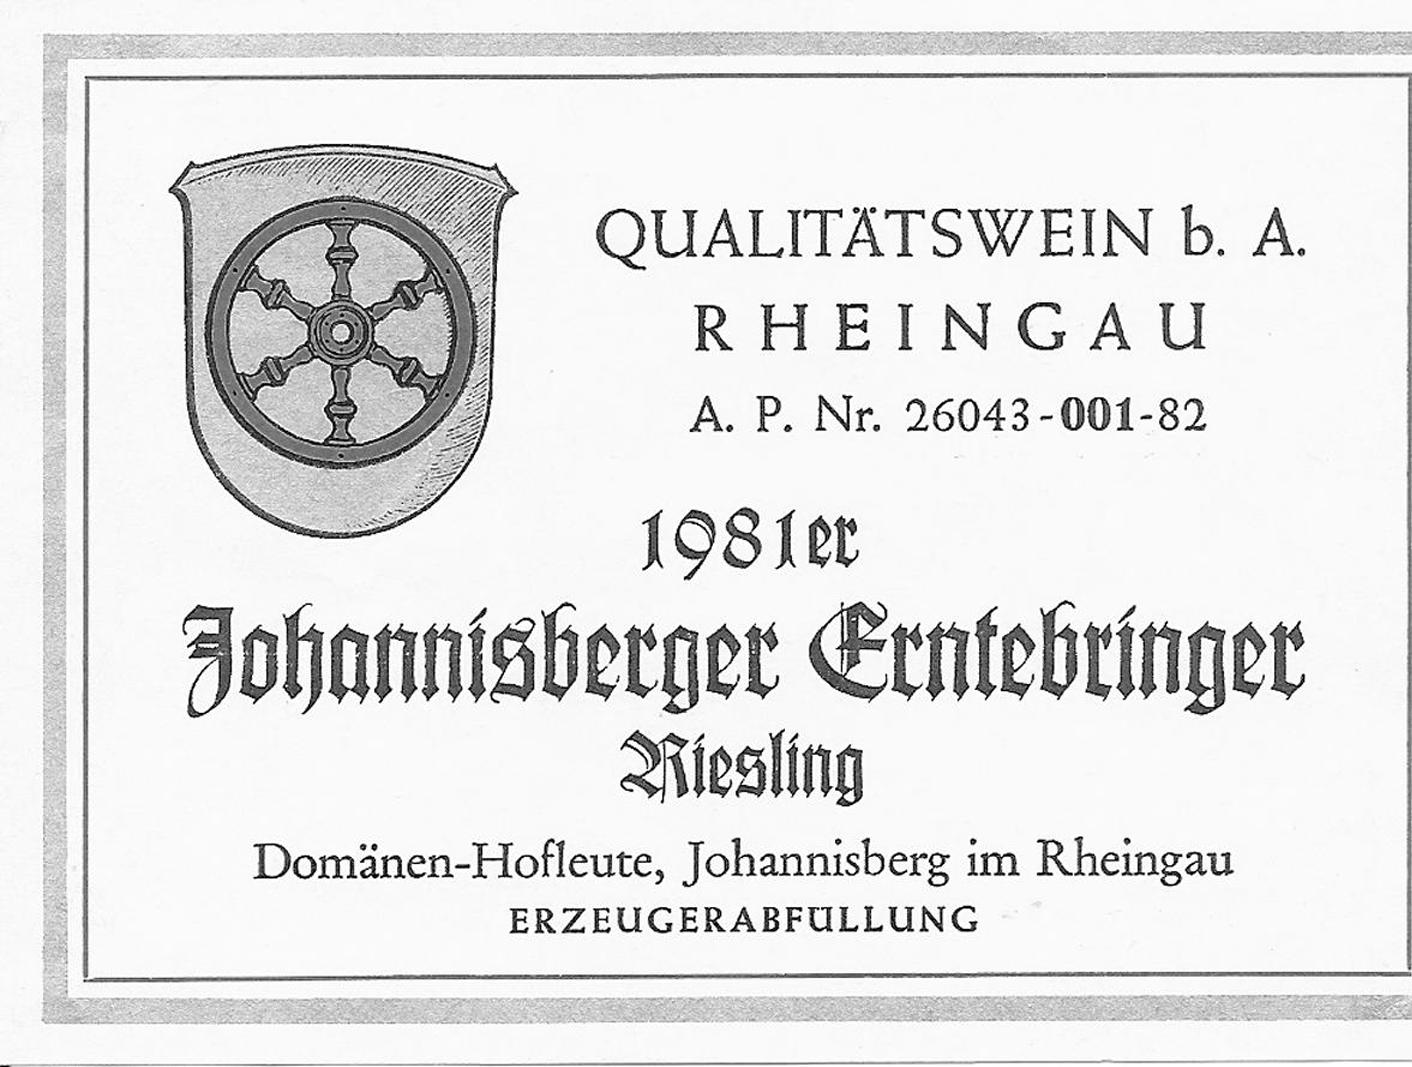 QUALITÄTSWEIN b. A.
RHEINGAU
A. P. Nr. 26043-001-82
1981er
Johannisberger Erntebringer
Riesling
Domänen-Hofleute, Johannisberg im Rheingau
ERZEUGERABFÜLLUNG